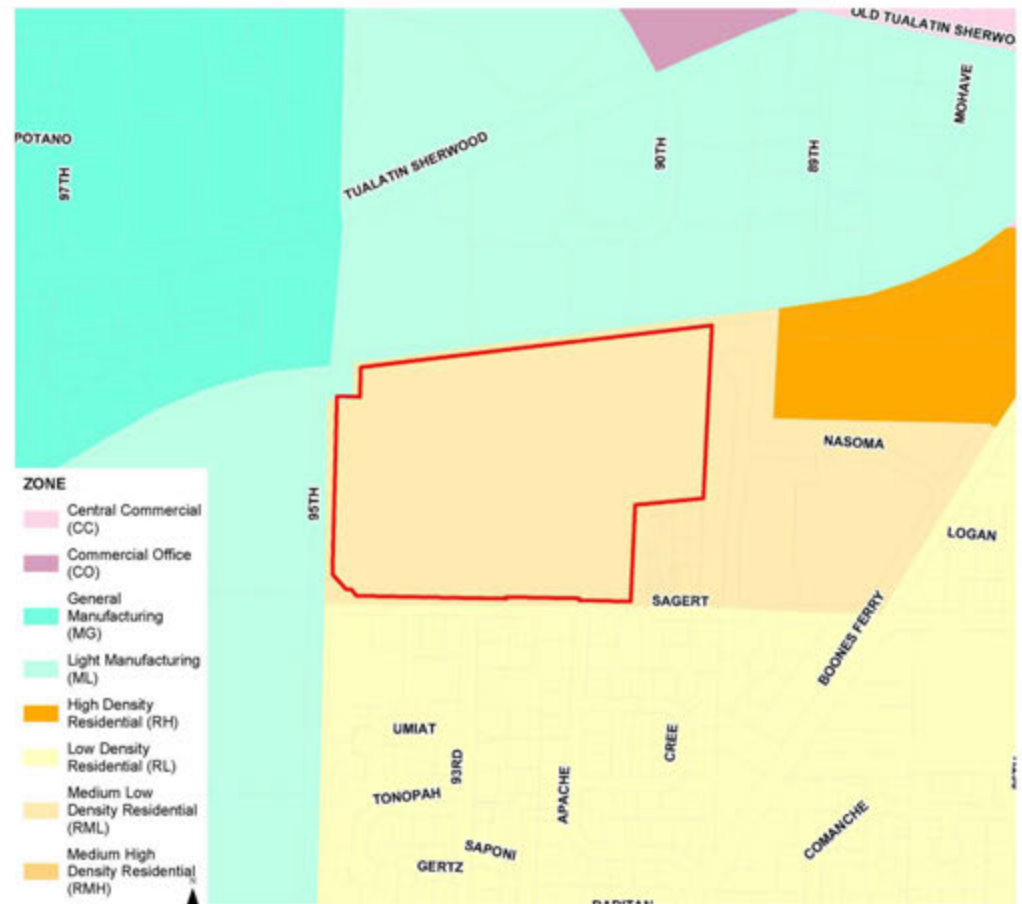 OLD TUALATIN SHERWO
MOHAVE
POTANO
97TH
TUALATIN SHERWOOD
90TH
89TH
NASOMA
95TH
LOGAN
SAGERT
BOONES FERRY
UMIAT
93RD
CREE
TONOPAH
APACHE
COMANCHE
SAPONI
GERTZ
ZONE
Central Commercial
(CC)
Commercial Office
(CO)
General
Manufacturing
(MG)
Light Manufacturing
(ML)
High Density
Residential (RH)
Low Density
Residential (RL)
Medium Low
Density Residential
(RML)
Medium High
Density Residential
(RMH)
N